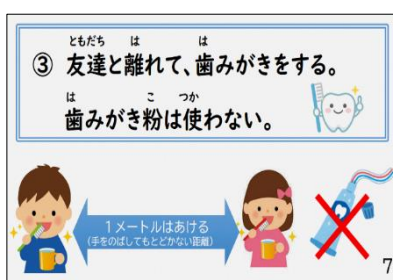 ともだち は は
③ 友達と離れて、歯みがきをする。
は こ つか
歯みがき粉は使わない。
1メートルはあける
(手をのばしてもとどかない距離)
7